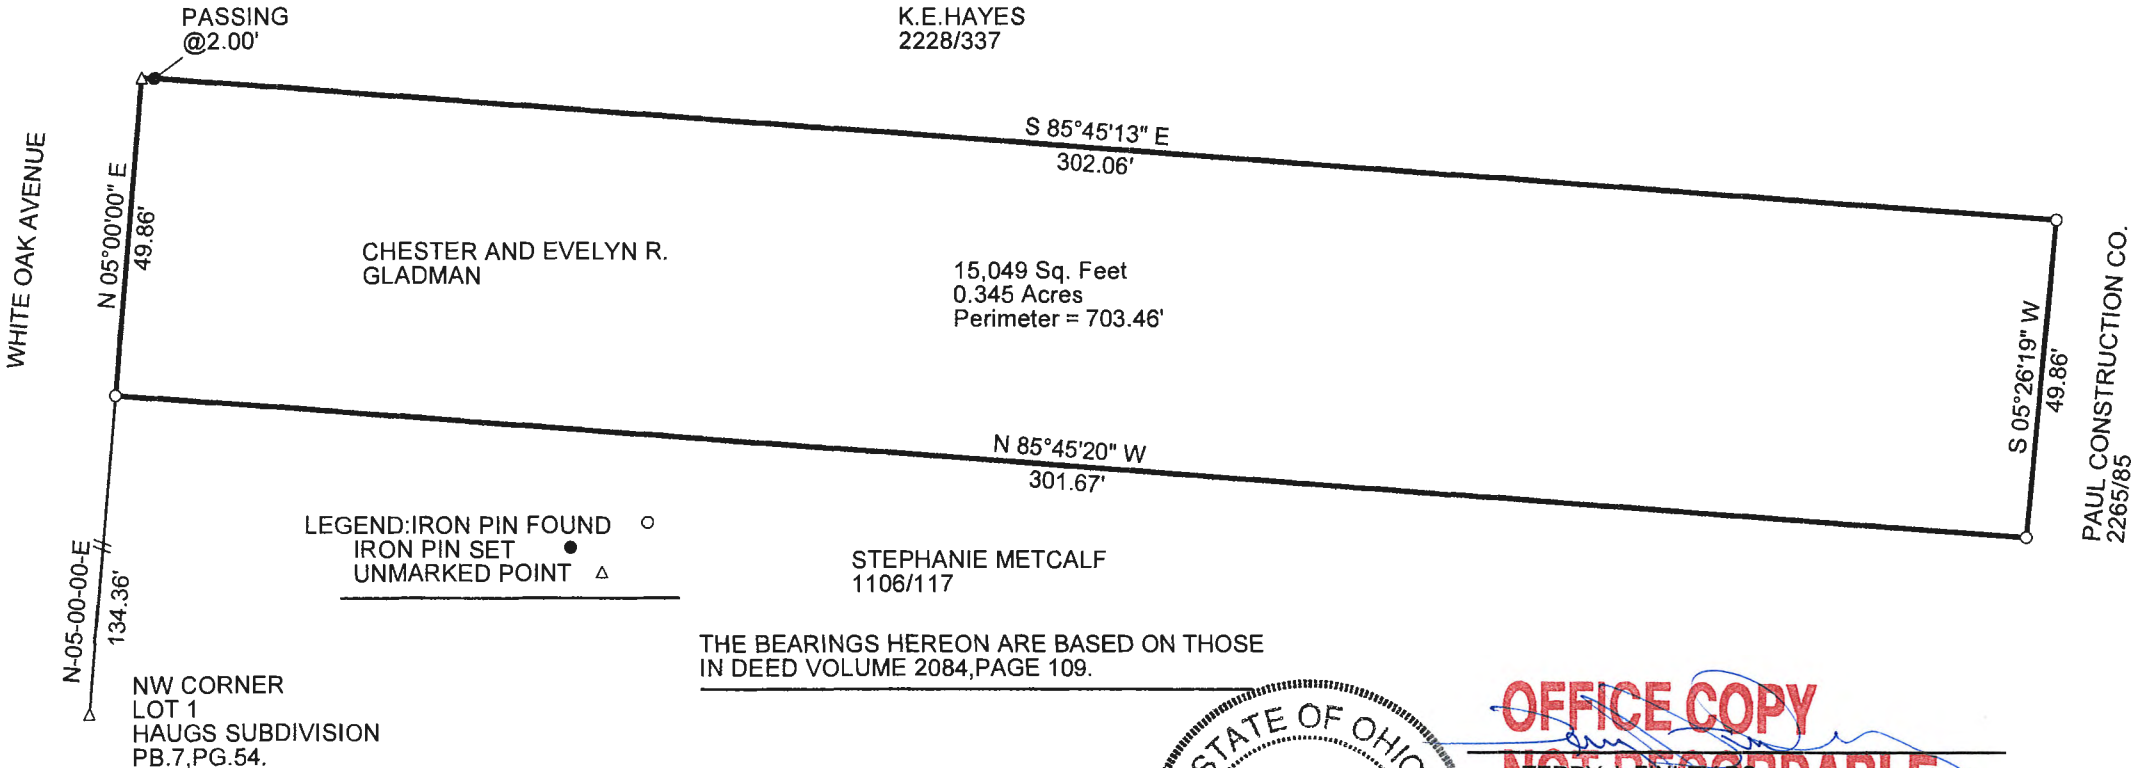 PASSING
@2.00'
K.E.HAYES
2228/337
WHITE OAK AVENUE
N 05°00'00" E
49.86'
S 85°45'13" E
302.06'
CHESTER AND EVELYN R.
GLADMAN
15,049 Sq. Feet
0.345 Acres
Perimeter = 703.46'
S 05°26'19" W
49.86'
PAUL CONSTRUCTION CO.
2265/85
N 85°45'20" W
301.67'
LEGEND:IRON PIN FOUND
IRON PIN SET
UNMARKED POINT
STEPHANIE METCALF
1106/117
N-05-00-00-E
134.36'
THE BEARINGS HEREON ARE BASED ON THOSE
IN DEED VOLUME 2084,PAGE 109.
NW CORNER
LOT 1
HAUGS SUBDIVISION
PB.7,PG.54.
STATE OF OHIO
OFFICE COPY
NOT RECORDABLE